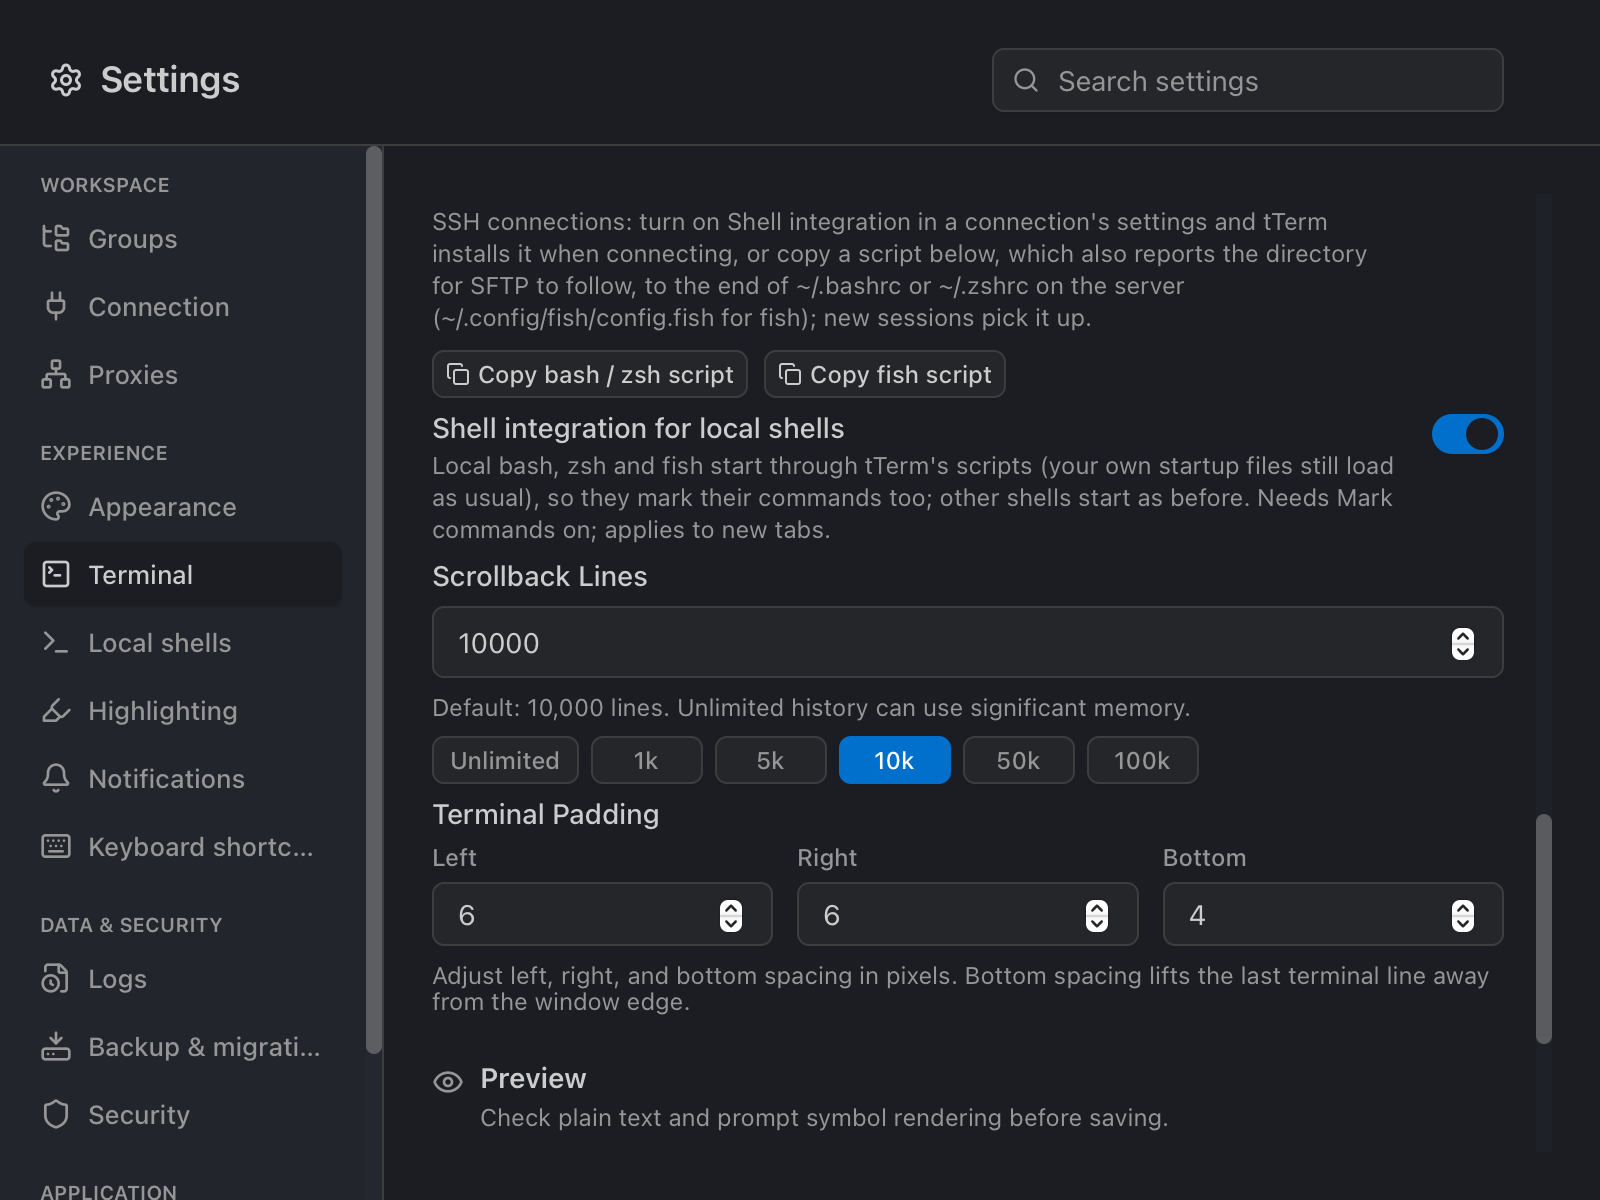 Settings
Search settings
WORKSPACE
Groups
Connection
Proxies
EXPERIENCE
Appearance
Terminal
Local shells
Highlighting
Notifications
Keyboard shortc...
DATA & SECURITY
Logs
Backup & migrati...
Security
APPLICATION
SSH connections: turn on Shell integration in a connection's settings and tTerm
installs it when connecting, or copy a script below, which also reports the directory
for SFTP to follow, to the end of ~/.bashrc or ~/.zshrc on the server
(~/.config/fish/config.fish for fish); new sessions pick it up.
Copy bash / zsh script
Copy fish script
Shell integration for local shells
Local bash, zsh and fish start through tTerm's scripts (your own startup files still load
as usual), so they mark their commands too; other shells start as before. Needs Mark
commands on; applies to new tabs.
Scrollback Lines
10000
Default: 10,000 lines. Unlimited history can use significant memory.
Unlimited 1k 5k 10k 50k 100k
Terminal Padding
Left Right Bottom
6 6 4
Adjust left, right, and bottom spacing in pixels. Bottom spacing lifts the last terminal line away
from the window edge.
Preview
Check plain text and prompt symbol rendering before saving.